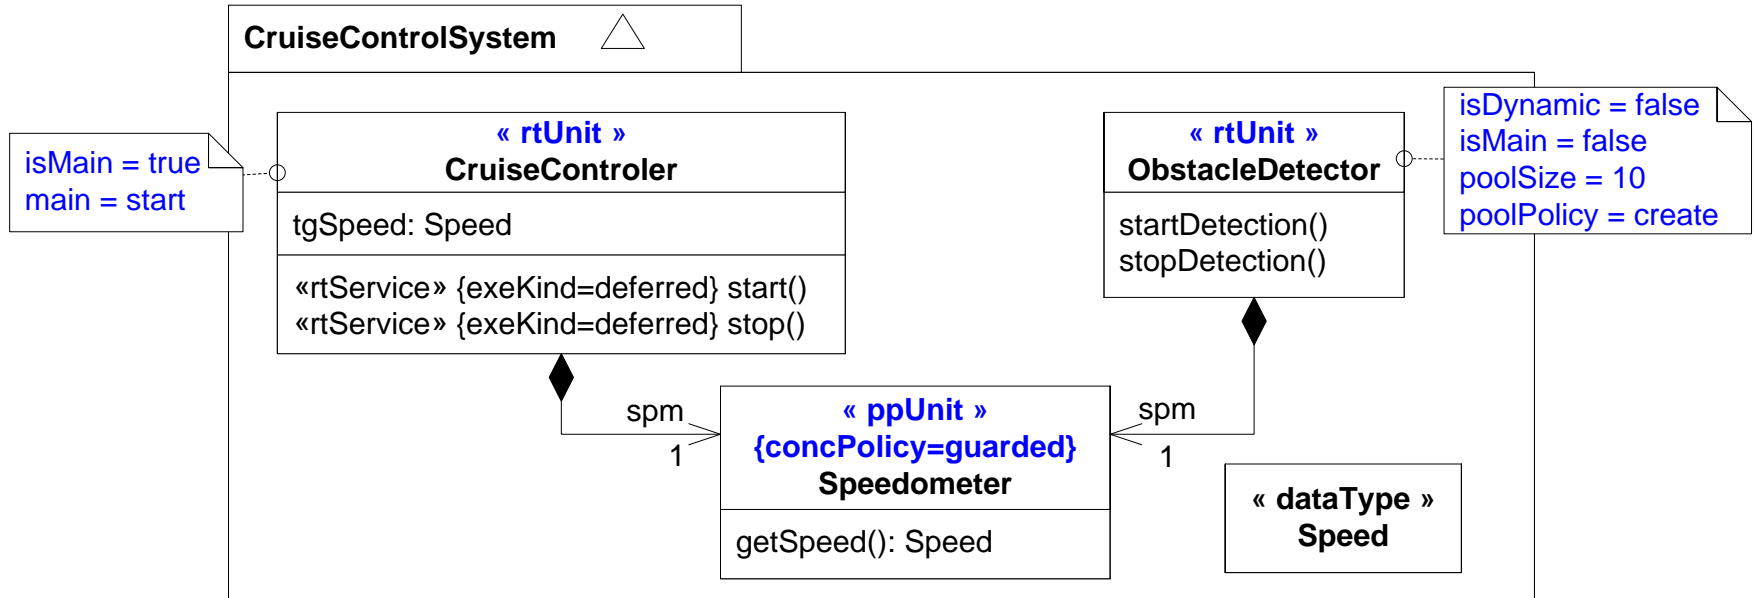 CruiseControlSystem
isMain = true
main = start
« rtUnit »
CruiseControler
tgSpeed: Speed
«rtService» {exeKind=deferred} start()
«rtService» {exeKind=deferred} stop()
« rtUnit »
ObstacleDetector
startDetection()
stopDetection()
isDynamic = false
isMain = false
poolSize = 10
poolPolicy = create
spm
1
« ppUnit »
{concPolicy=guarded}
Speedometer
getSpeed(): Speed
spm
1
« dataType »
Speed